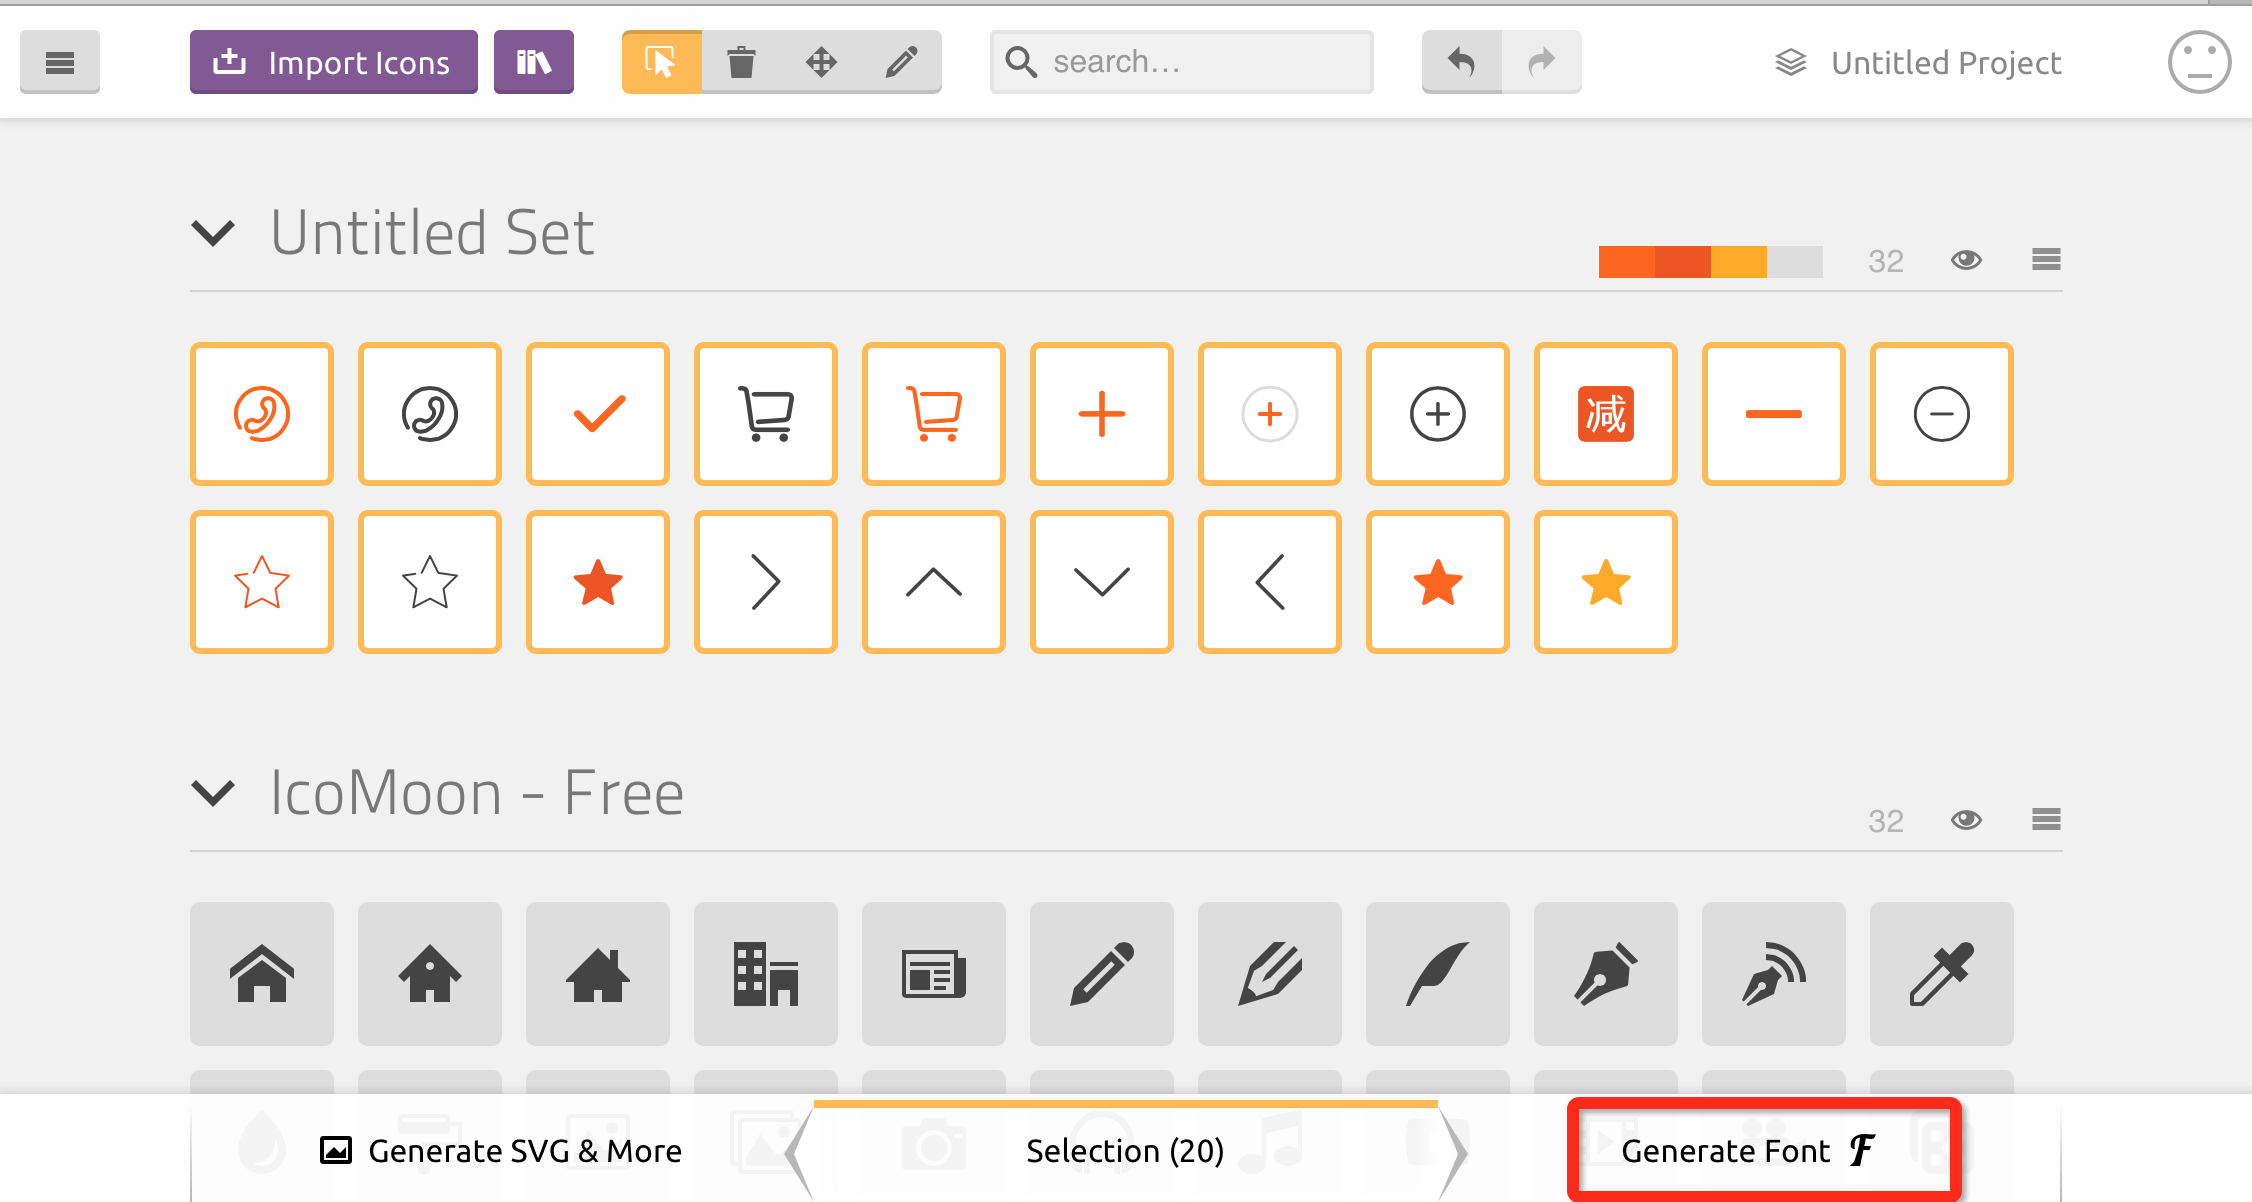 Import Icons
search...
Untitled Project
Untitled Set
32
减
IcoMoon - Free
32
Generate SVG & More
Selection (20)
Generate Font